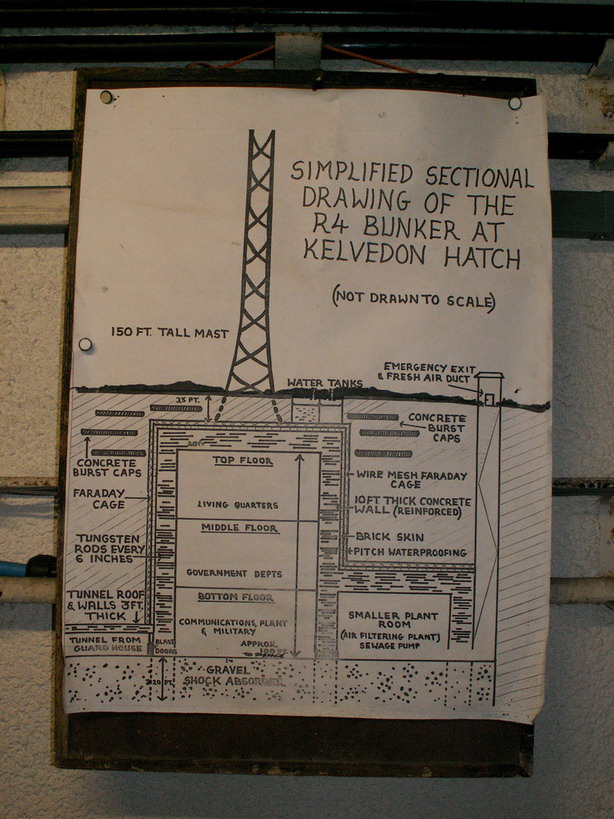 SIMPLIFIED SECTIONAL
DRAWING OF THE
R4 BUNKER AT
KELVEDON HATCH
(NOT DRAWN TO SCALE)
150 FT. TALL MAST
EMERGENCY EXIT
& FRESH AIR DUCT
WATER TANKS
25 FT.
CONCRETE
BURST CAPS
CONCRETE
BURST CAPS
FARADAY
CAGE
TUNGSTEN
RODS EVERY
6 INCHES
TUNNEL ROOF
& WALLS 3FT.
THICK
TUNNEL FROM
GUARD HOUSE
BLAST
DOORS
TOP FLOOR
LIVING QUARTERS
MIDDLE FLOOR
GOVERNMENT DEPTS
BOTTOM FLOOR
COMMUNICATIONS, PLANT
& MILITARY
APPROX.
WIRE MESH FARADAY
CAGE
10FT THICK CONCRETE
WALL (REINFORCED)
BRICK SKIN
PITCH WATERPROOFING
SMALLER PLANT
ROOM
(AIR FILTERING PLANT)
SEWAGE PUMP
GRAVEL
SHOCK ABSORBER